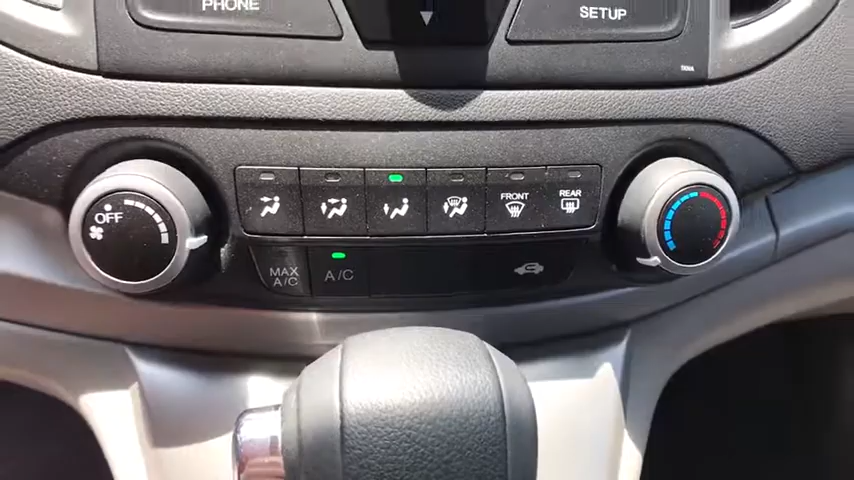 PHONE
SETUP
OFF
FRONT
REAR
MAX
A/C
A/C